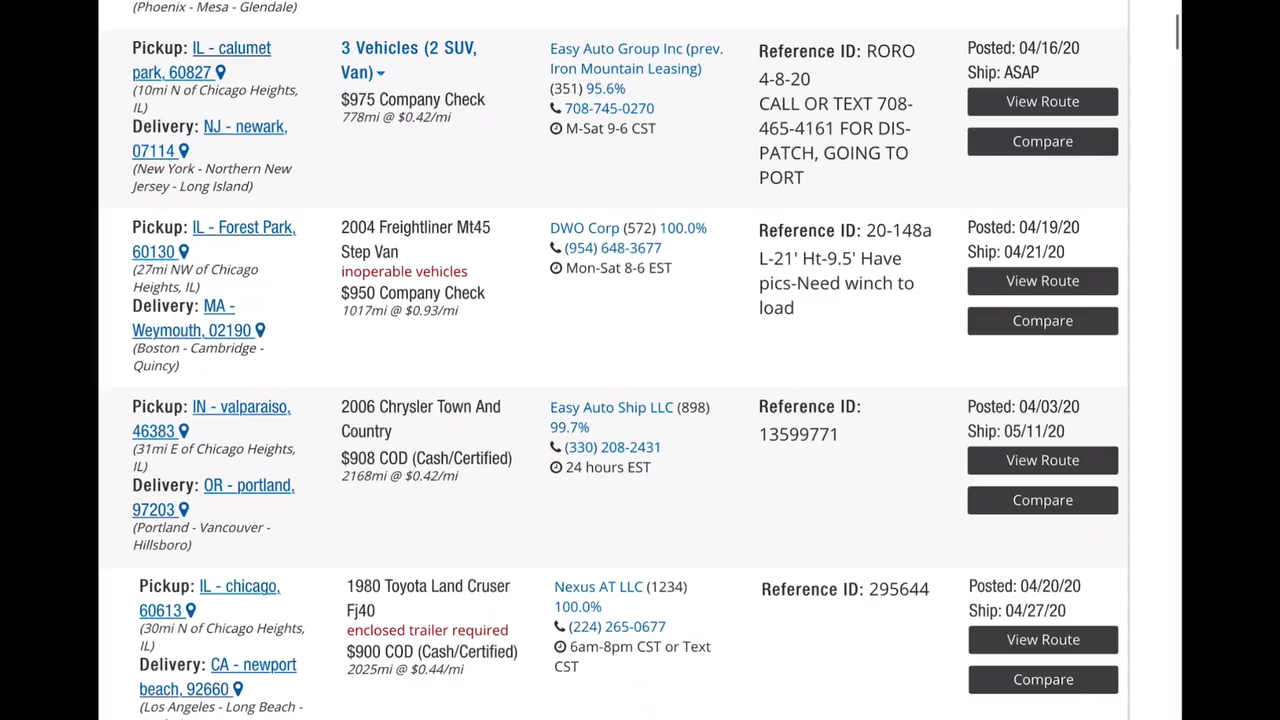 (Phoenix - Mesa - Glendale)
Pickup: IL - calumet
park, 60827
(10mi N of Chicago Heights,
IL)
Delivery: NJ - newark,
07114
(New York - Northern New
Jersey - Long Island)
3 Vehicles (2 SUV,
Van)
$975 Company Check
778mi @ $0.42/mi
Easy Auto Group Inc (prev.
Iron Mountain Leasing)
(351) 95.6%
708-745-0270
M-Sat 9-6 CST
Reference ID: RORO
4-8-20
CALL OR TEXT 708-
465-4161 FOR DIS-
PATCH, GOING TO
PORT
Posted: 04/16/20
Ship: ASAP
View Route
Compare
Pickup: IL - Forest Park,
60130
(27mi NW of Chicago
Heights, IL)
Delivery: MA -
Weymouth, 02190
(Boston - Cambridge -
Quincy)
2004 Freightliner Mt45
Step Van
inoperable vehicles
$950 Company Check
1017mi @ $0.93/mi
DWO Corp (572) 100.0%
(954) 648-3677
Mon-Sat 8-6 EST
Reference ID: 20-148a
L-21' Ht-9.5' Have
pics-Need winch to
load
Posted: 04/19/20
Ship: 04/21/20
View Route
Compare
Pickup: IN - valparaiso,
46383
(31mi E of Chicago Heights,
IL)
Delivery: OR - portland,
97203
(Portland - Vancouver -
Hillsboro)
2006 Chrysler Town And
Country
$908 COD (Cash/Certified)
2168mi @ $0.42/mi
Easy Auto Ship LLC (898)
99.7%
(330) 208-2431
24 hours EST
Reference ID:
13599771
Posted: 04/03/20
Ship: 05/11/20
View Route
Compare
Pickup: IL - chicago,
60613
(30mi N of Chicago Heights,
IL)
Delivery: CA - newport
beach, 92660
(Los Angeles - Long Beach -
1980 Toyota Land Cruser
Fj40
enclosed trailer required
$900 COD (Cash/Certified)
2025mi @ $0.44/mi
Nexus AT LLC (1234)
100.0%
(224) 265-0677
6am-8pm CST or Text
CST
Reference ID: 295644
Posted: 04/20/20
Ship: 04/27/20
View Route
Compare